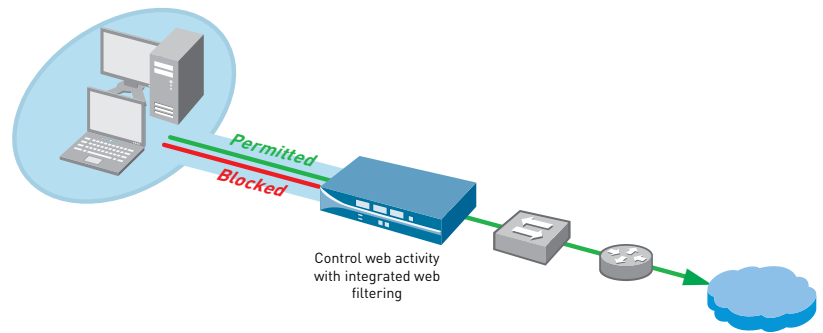 Permitted
Blocked
Control web activity
with integrated web
filtering